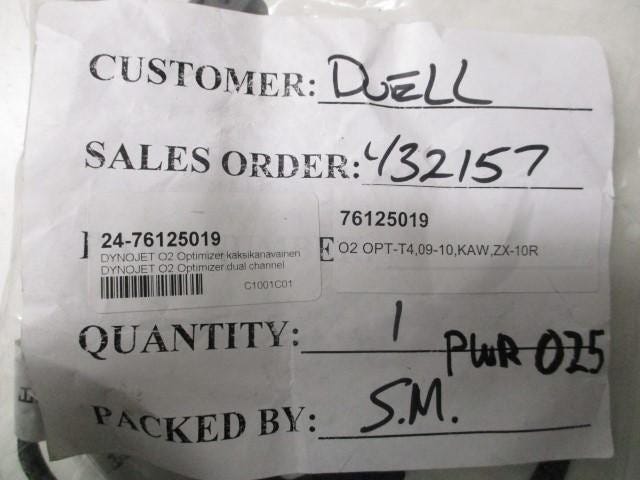 CUSTOMER: DUELL
SALES ORDER: 432157
24-76125019
DYNOJET O2 Optimizer kaksikanavainen
DYNOJET O2 Optimizer dual channel
C1001C01
76125019
E O2 OPT-T4,09-10,KAW,ZX-10R
QUANTITY: 1
PWR 025
PACKED BY: S.M.